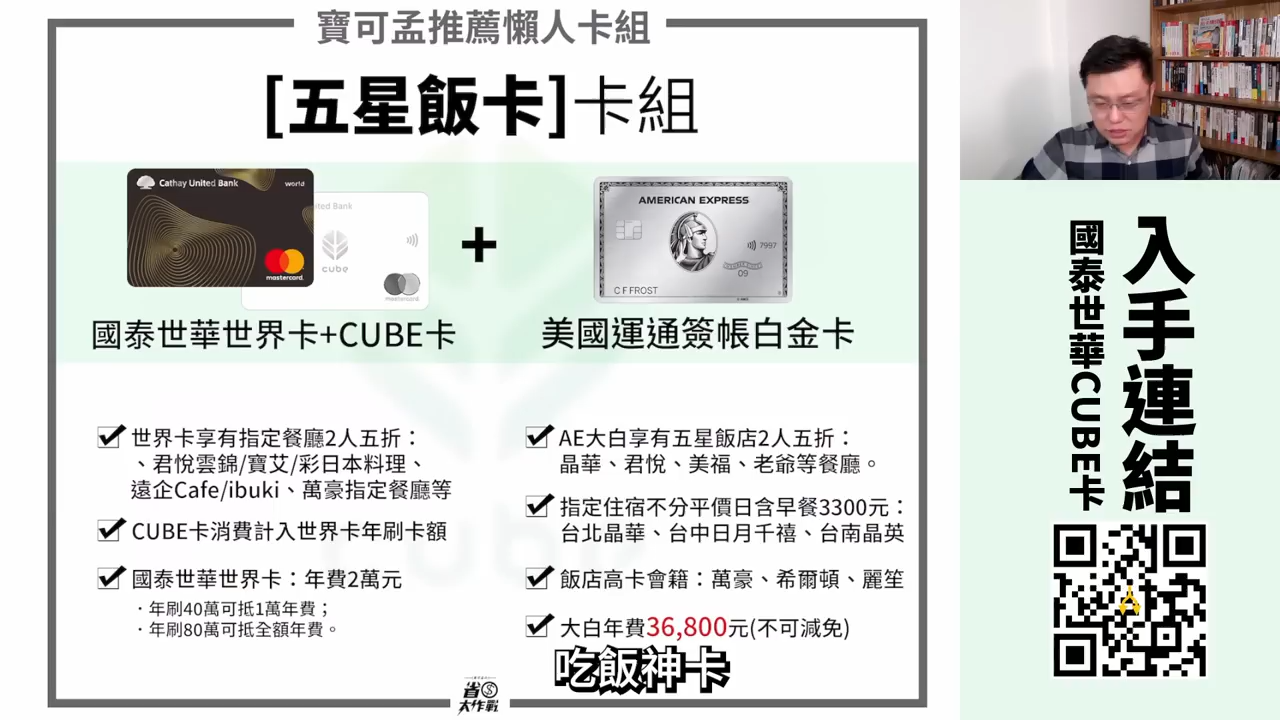 寶可孟推薦懶人卡組
[五星飯卡]卡組
Cathay United Bank
world
mastercard.
ited Bank
cube
mastercard
+
AMERICAN EXPRESS
7997
09
C F FROST
國泰世華世界卡+CUBE卡
美國運通簽帳白金卡
世界卡享有指定餐廳2人五折：
、君悅雲錦/寶艾/彩日本料理、
遠企Cafe/ibuki、萬豪指定餐廳等
CUBE卡消費計入世界卡年刷卡額
國泰世華世界卡：年費2萬元
．年刷40萬可抵1萬年費；
．年刷80萬可抵全額年費。
AE大白享有五星飯店2人五折：
晶華、君悅、美福、老爺等餐廳。
指定住宿不分平假日含早餐3300元：
台北晶華、台中日月千禧、台南晶英
飯店高卡會籍：萬豪、希爾頓、麗笙
大白年費36,800元(不可減免)
吃飯神卡
省$
大作戰
入手連結
國泰世華CUBE卡